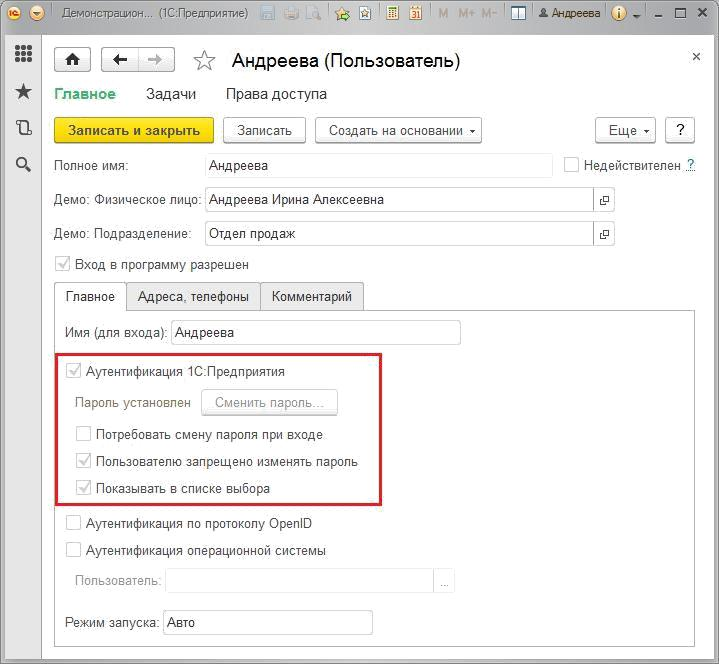 Демонстрацион... (1С:Предприятие) M M+ M- Андреева
Андреева (Пользователь)
Главное Задачи Права доступа
Записать и закрыть Записать Создать на основании Еще ?
Полное имя: Андреева Недействителен ?
Демо: Физическое лицо: Андреева Ирина Алексеевна
Демо: Подразделение: Отдел продаж
Вход в программу разрешен
Главное Адреса, телефоны Комментарий
Имя (для входа): Андреева
Аутентификация 1С:Предприятия
Пароль установлен Сменить пароль...
Потребовать смену пароля при входе
Пользователю запрещено изменять пароль
Показывать в списке выбора
Аутентификация по протоколу OpenID
Аутентификация операционной системы
Пользователь: ...
Режим запуска: Авто